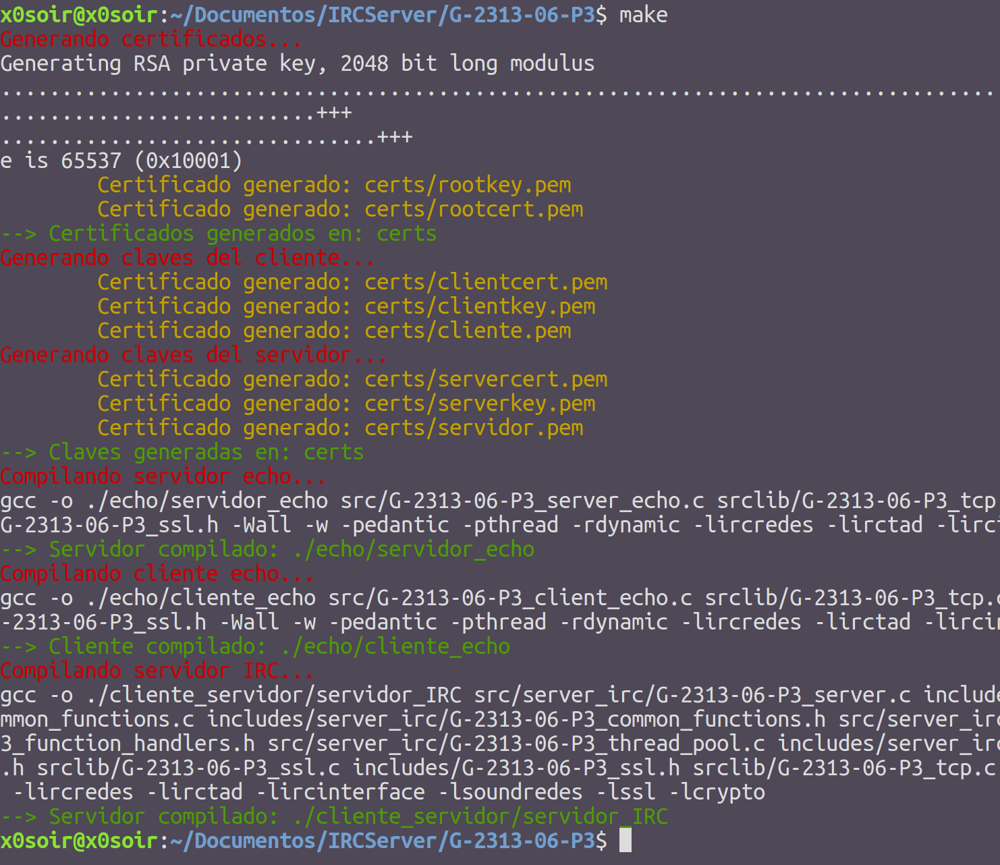 x0soir@x0soir:~/Documentos/IRCServer/G-2313-06-P3$ make
Generando certificados...
Generating RSA private key, 2048 bit long modulus
..................................................................................
..........................+++
...............................+++
e is 65537 (0x10001)
Certificado generado: certs/rootkey.pem
Certificado generado: certs/rootcert.pem
--> Certificados generados en: certs
Generando claves del cliente...
Certificado generado: certs/clientcert.pem
Certificado generado: certs/clientkey.pem
Certificado generado: certs/cliente.pem
Generando claves del servidor...
Certificado generado: certs/servercert.pem
Certificado generado: certs/serverkey.pem
Certificado generado: certs/servidor.pem
--> Claves generadas en: certs
Compilando servidor echo...
gcc -o ./echo/servidor_echo src/G-2313-06-P3_server_echo.c srclib/G-2313-06-P3_tcp
G-2313-06-P3_ssl.h -Wall -w -pedantic -pthread -rdynamic -lircredes -lirctad -lirci
--> Servidor compilado: ./echo/servidor_echo
Compilando cliente echo...
gcc -o ./echo/cliente_echo src/G-2313-06-P3_client_echo.c srclib/G-2313-06-P3_tcp.c
-2313-06-P3_ssl.h -Wall -w -pedantic -pthread -rdynamic -lircredes -lirctad -lircin
--> Cliente compilado: ./echo/cliente_echo
Compilando servidor IRC...
gcc -o ./cliente_servidor/servidor_IRC src/server_irc/G-2313-06-P3_server.c include
mmon_functions.c includes/server_irc/G-2313-06-P3_common_functions.h src/server_irc
3_function_handlers.h src/server_irc/G-2313-06-P3_thread_pool.c includes/server_irc
.h srclib/G-2313-06-P3_ssl.c includes/G-2313-06-P3_ssl.h srclib/G-2313-06-P3_tcp.c
-lircredes -lirctad -lircinterface -lsoundredes -lssl -lcrypto
--> Servidor compilado: ./cliente_servidor/servidor_IRC
x0soir@x0soir:~/Documentos/IRCServer/G-2313-06-P3$